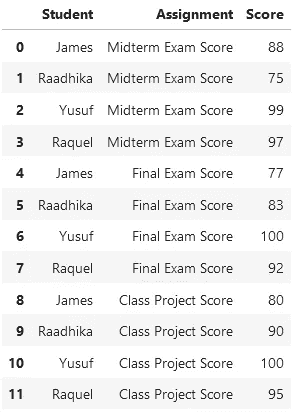 Student Assignment Score
0 James Midterm Exam Score 88
1 Raadhika Midterm Exam Score 75
2 Yusuf Midterm Exam Score 99
3 Raquel Midterm Exam Score 97
4 James Final Exam Score 77
5 Raadhika Final Exam Score 83
6 Yusuf Final Exam Score 100
7 Raquel Final Exam Score 92
8 James Class Project Score 80
9 Raadhika Class Project Score 90
10 Yusuf Class Project Score 100
11 Raquel Class Project Score 95